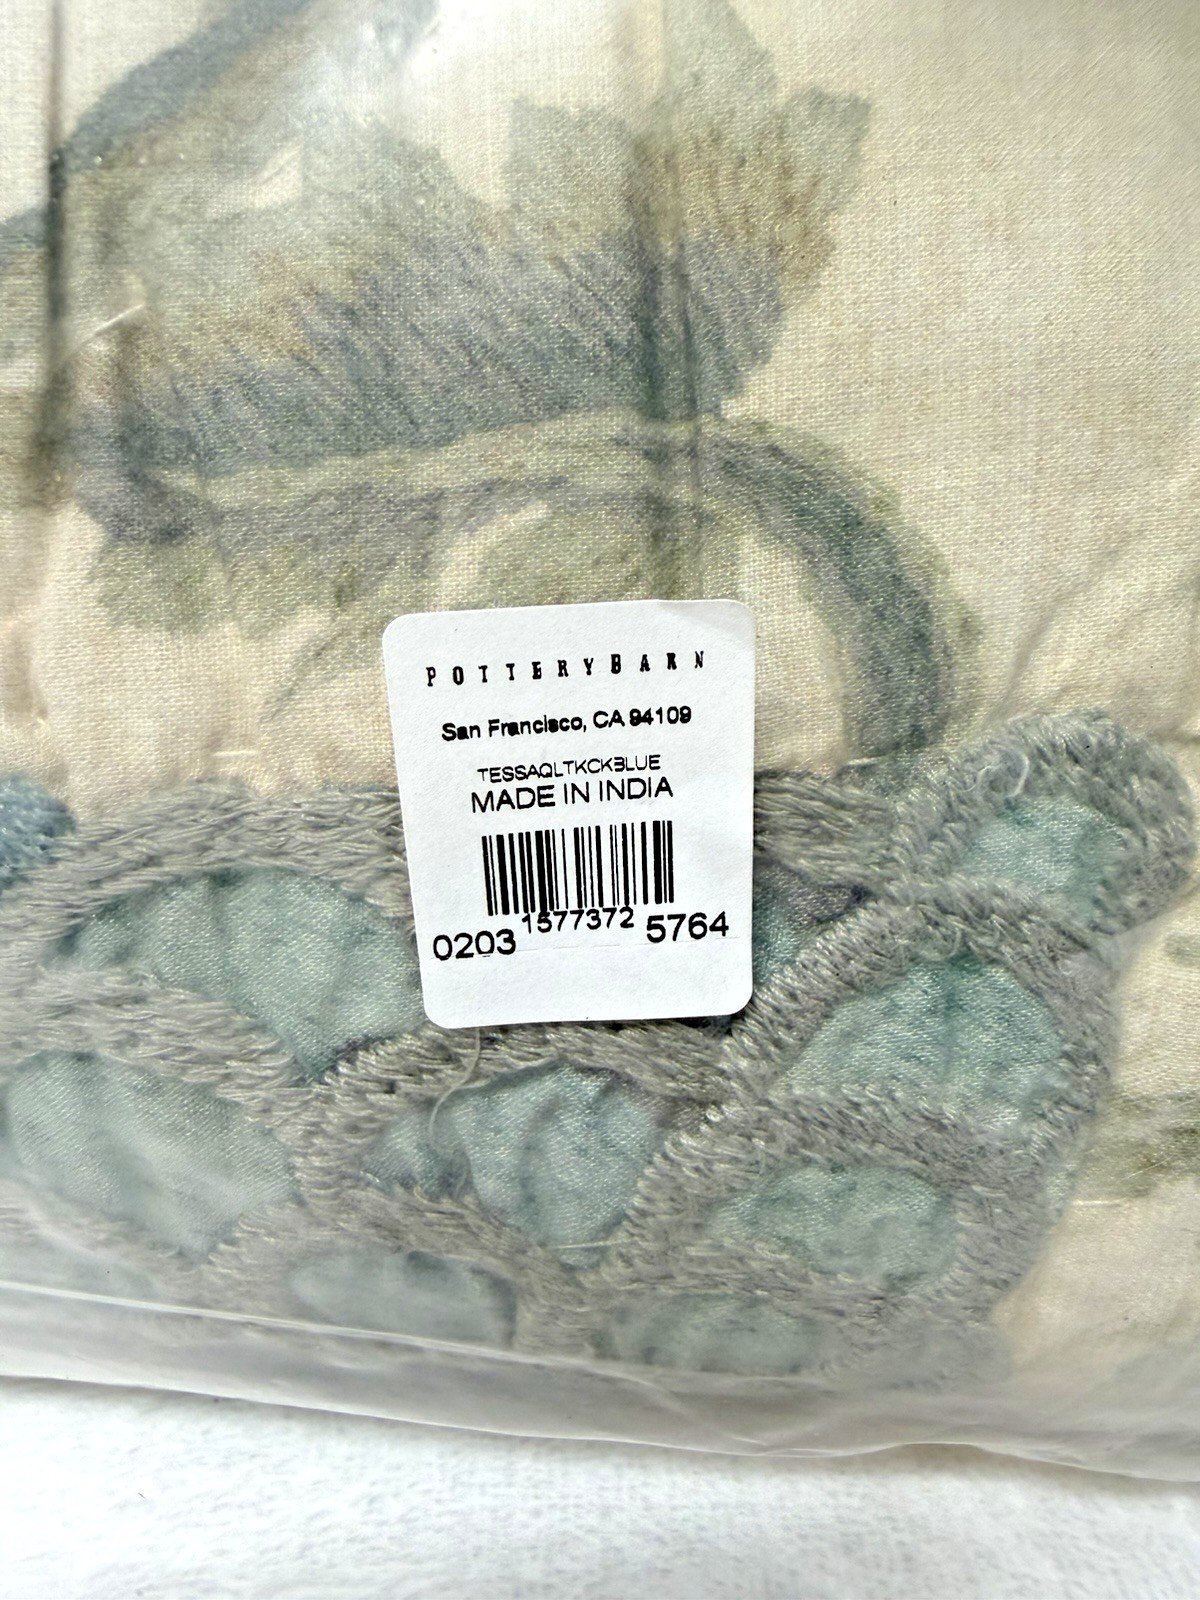 POTTERYBARN
San Francisco, CA 94109
TESSAQLTKCKBLUE
MADE IN INDIA
0203 1577372 5764